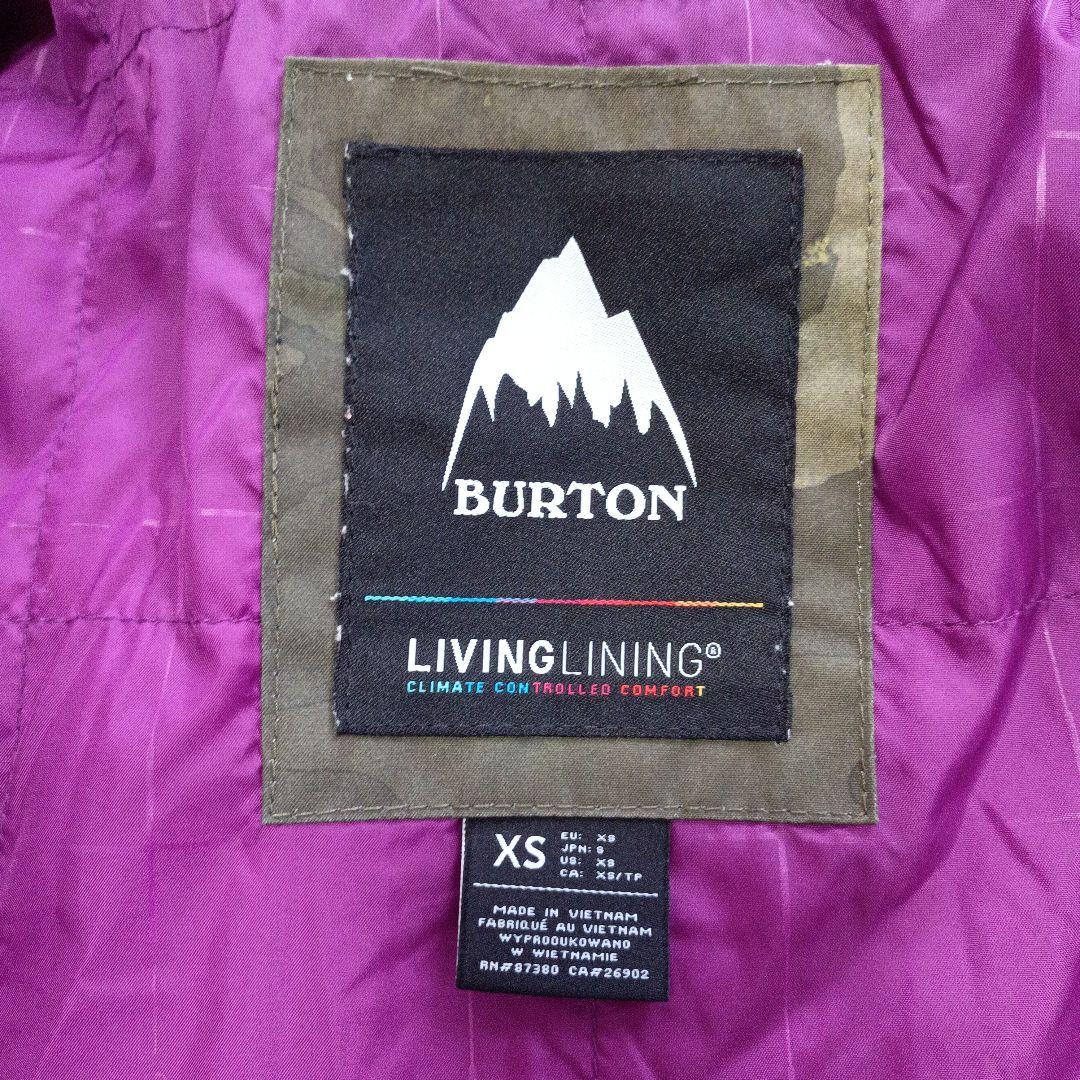 BURTON
LIVINGLINING®
CLIMATE CONTROLLED COMFORT
XS
EU: XS
JPN: S
US: XS
CA: XS/TP
MADE IN VIETNAM
FABRIQUÉ AU VIETNAM
WYPRODUKOWANO
W WIETNAMIE
RN#87380 CA#26902